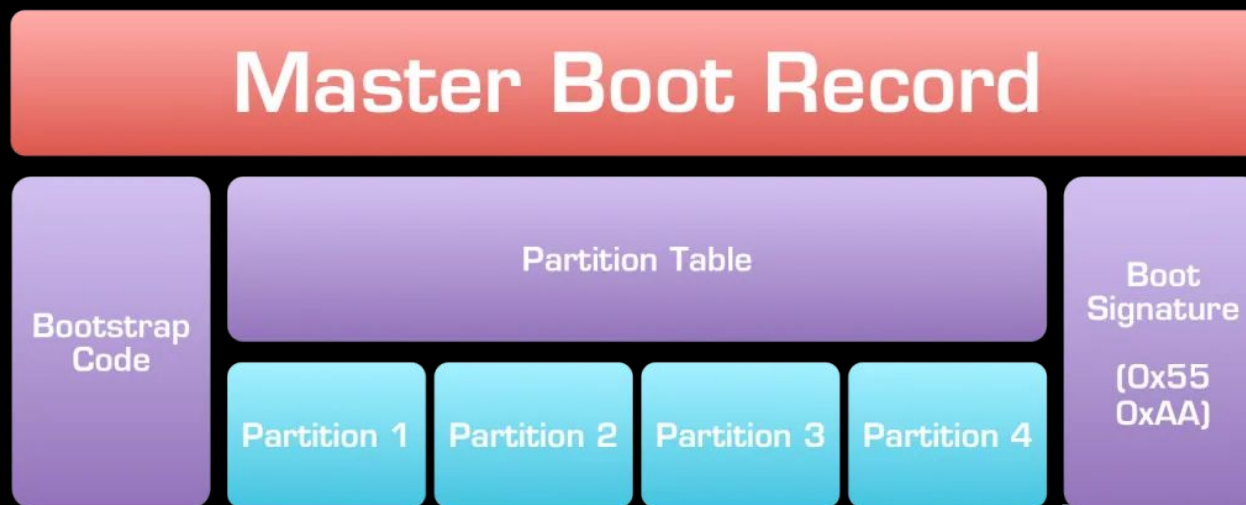 Master Boot Record
Bootstrap
Code
Partition Table
Partition 1
Partition 2
Partition 3
Partition 4
Boot
Signature
(0x55
0xAA)